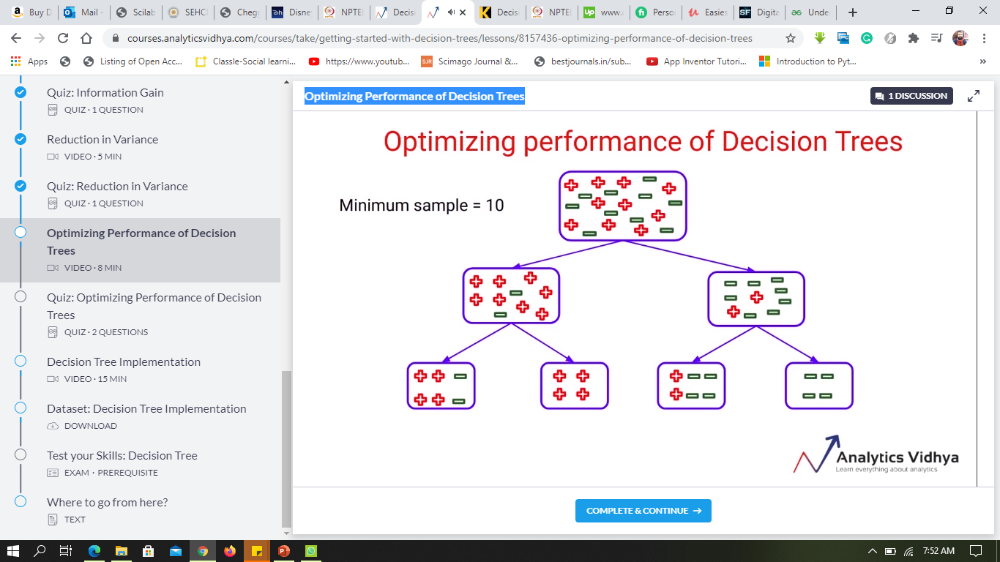 Buy D
Mail -
Scilab
SEHC
Cheg
Disne
NPTEL
Decis
Decis
NPTEL
www.
Perso
Easies
Digita
Unde
courses.analyticsvidhya.com/courses/take/getting-started-with-decision-trees/lessons/8157436-optimizing-performance-of-decision-trees
Apps
Listing of Open Acc...
Classle-Social learni...
https://www.youtub...
SJR
Scimago Journal &...
bestjournals.in/sub...
App Inventor Tutori...
Introduction to Pyt...
»
Quiz: Information Gain
QUIZ · 1 QUESTION
Reduction in Variance
VIDEO · 5 MIN
Quiz: Reduction in Variance
QUIZ · 1 QUESTION
Optimizing Performance of Decision
Trees
VIDEO · 8 MIN
Quiz: Optimizing Performance of Decision
Trees
QUIZ · 2 QUESTIONS
Decision Tree Implementation
VIDEO · 15 MIN
Dataset: Decision Tree Implementation
DOWNLOAD
Test your Skills: Decision Tree
EXAM · PREREQUISITE
Where to go from here?
TEXT
Optimizing Performance of Decision Trees
1 DISCUSSION
Optimizing performance of Decision Trees
Minimum sample = 10
Analytics Vidhya
Learn everything about analytics
COMPLETE & CONTINUE →
7:52 AM